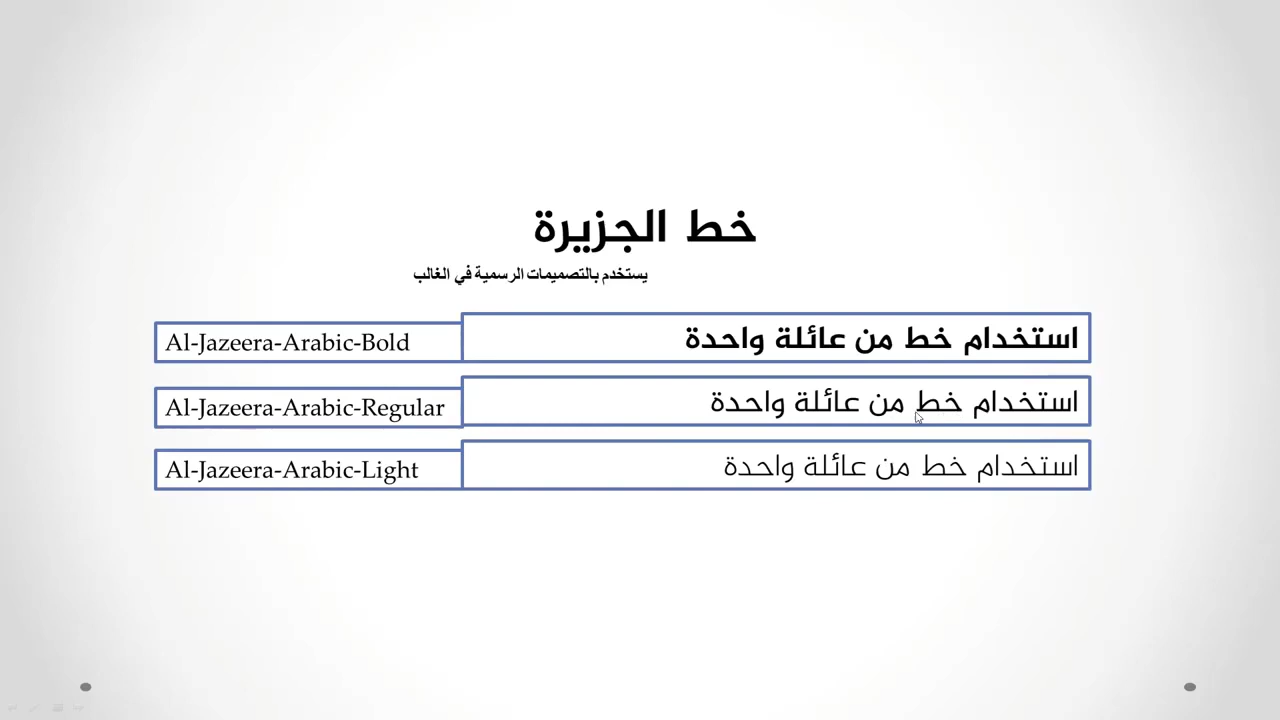 خط الجزيرة
يستخدم بالتصميمات الرسمية في الغالب
استخدام خط من عائلة واحدة
Al-Jazeera-Arabic-Bold
استخدام خط من عائلة واحدة
Al-Jazeera-Arabic-Regular
استخدام خط من عائلة واحدة
Al-Jazeera-Arabic-Light